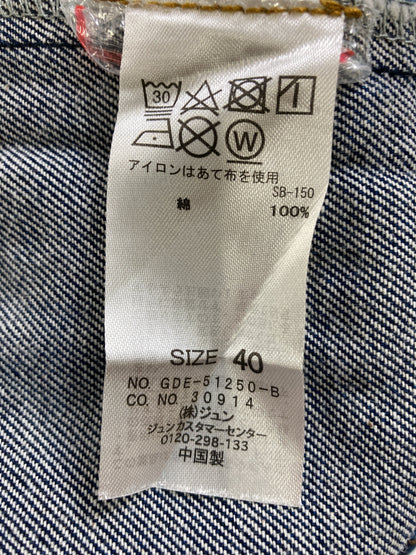 30
W
アイロンはあて布を使用
SB-150
綿 100%
SIZE 40
NO. GDE-51250-B
CO. NO. 30914
(株)ジュン
ジュンカスタマーセンター
0120-298-133
中国製